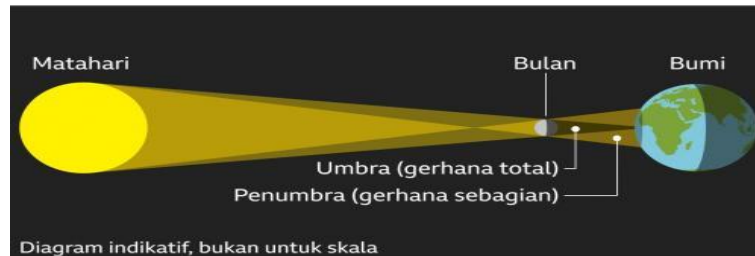 Matahari
Bulan
Bumi
Umbra (gerhana total)
Penumbra (gerhana sebagian)
Diagram indikatif, bukan untuk skala